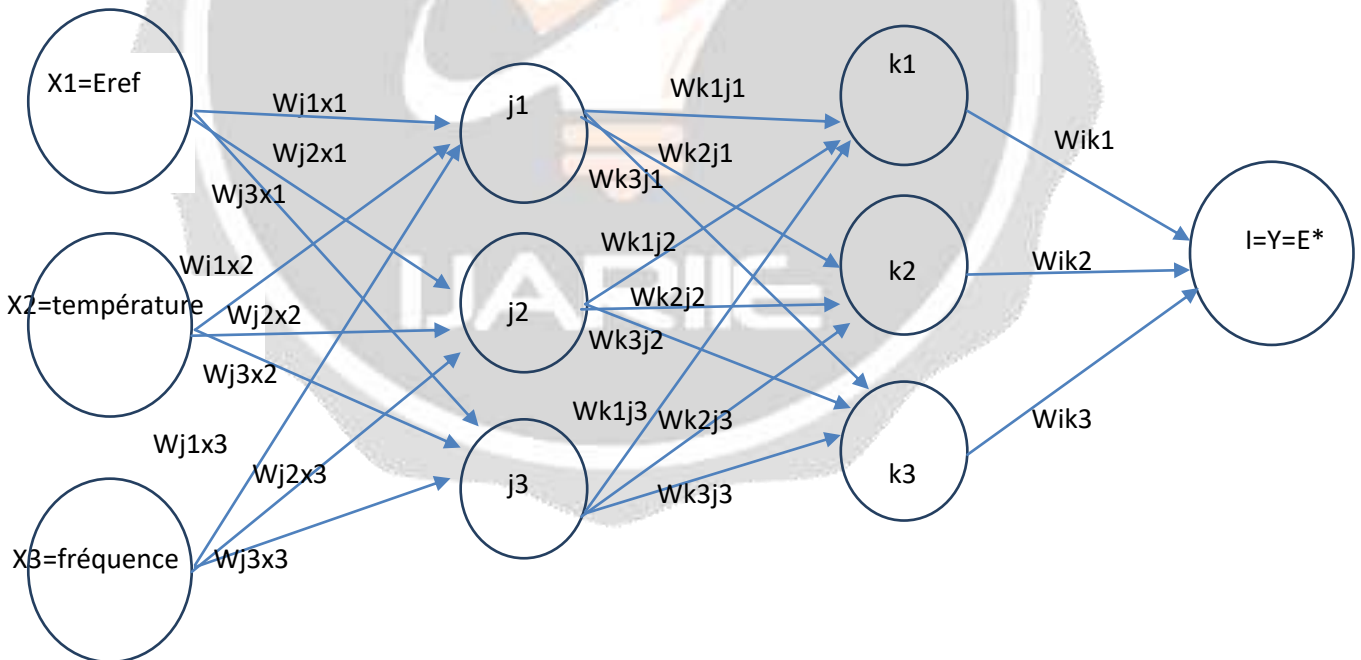 X1=Eref
X2=température
X3=fréquence
Wj1x1
Wj2x1
Wj3x1
Wj1x2
Wj2x2
Wj3x2
Wj1x3
Wj2x3
Wj3x3
j1
j2
j3
Wk1j1
Wk2j1
Wk3j1
Wk1j2
Wk2j2
Wk3j2
Wk1j3
Wk2j3
Wk3j3
k1
k2
k3
Wik1
Wik2
Wik3
I=Y=E*
IJARIIE